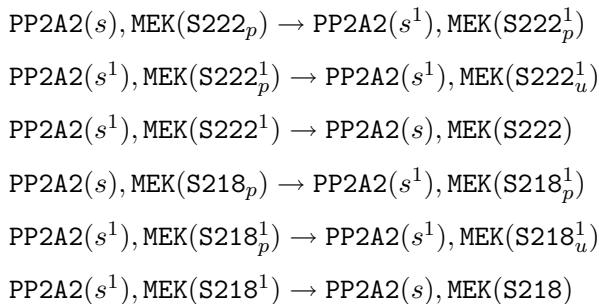 PP2A2(s), MEK(S222_p) → PP2A2(s^1), MEK(S222_p^1)
PP2A2(s^1), MEK(S222_p^1) → PP2A2(s^1), MEK(S222_u^1)
PP2A2(s^1), MEK(S222^1) → PP2A2(s), MEK(S222)
PP2A2(s), MEK(S218_p) → PP2A2(s^1), MEK(S218_p^1)
PP2A2(s^1), MEK(S218_p^1) → PP2A2(s^1), MEK(S218_u^1)
PP2A2(s^1), MEK(S218^1) → PP2A2(s), MEK(S218)